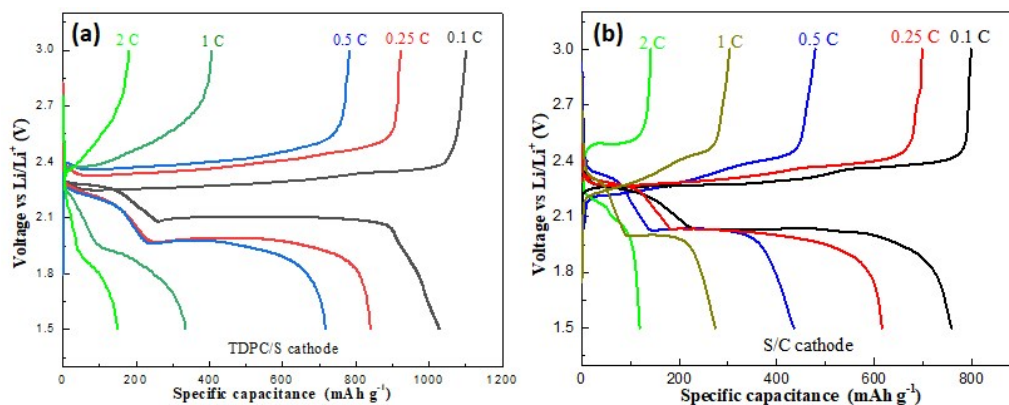 (a)
2 C
1 C
0.5 C
0.25 C
0.1 C
3.0
2.7
2.4
2.1
1.8
1.5
Voltage vs Li/Li⁺ (V)
TDPC/S cathode
0
200
400
600
800
1000
1200
Specific capacitance (mAh g⁻¹)
(b)
2 C
1 C
0.5 C
0.25 C
0.1 C
3.0
2.7
2.4
2.1
1.8
1.5
Voltage vs Li/Li⁺ (V)
S/C cathode
0
200
400
600
800
Specific capacitance (mAh g⁻¹)